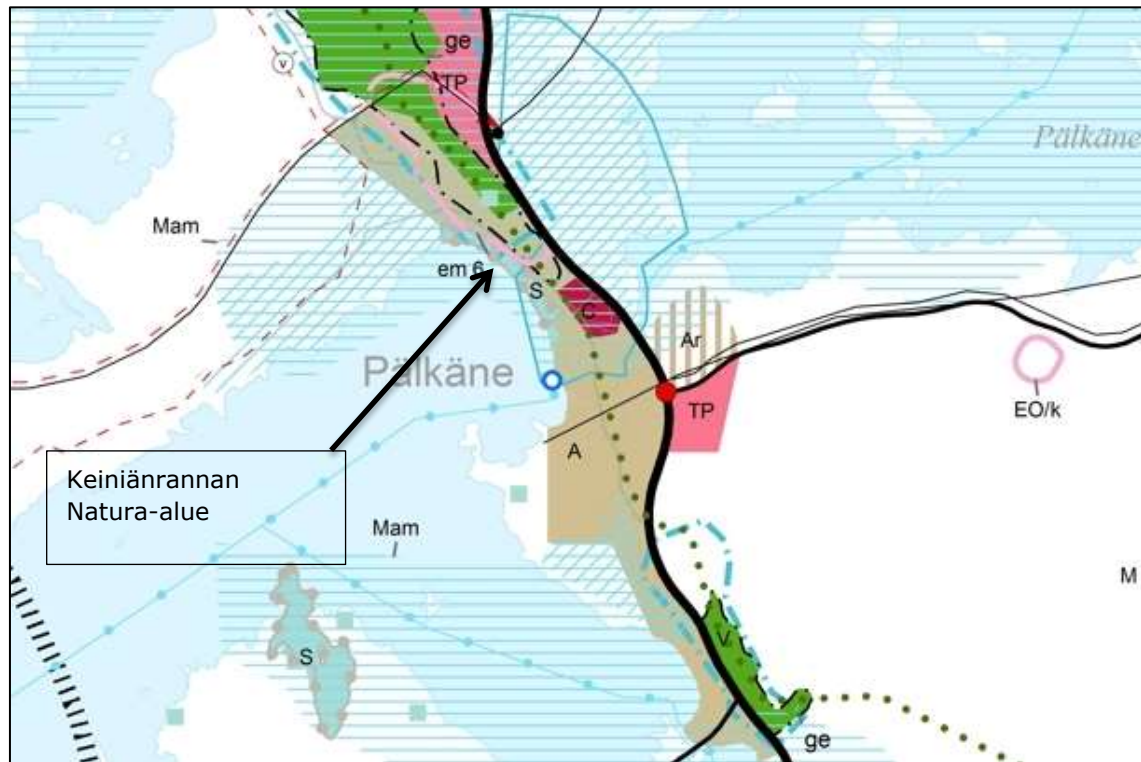 ge
v
TP
Pälkäne
Mam
em 6
S
C
Ar
Pälkäne
TP
EO/k
A
Keiniänrannan
Natura-alue
Mam
M
V
S
ge